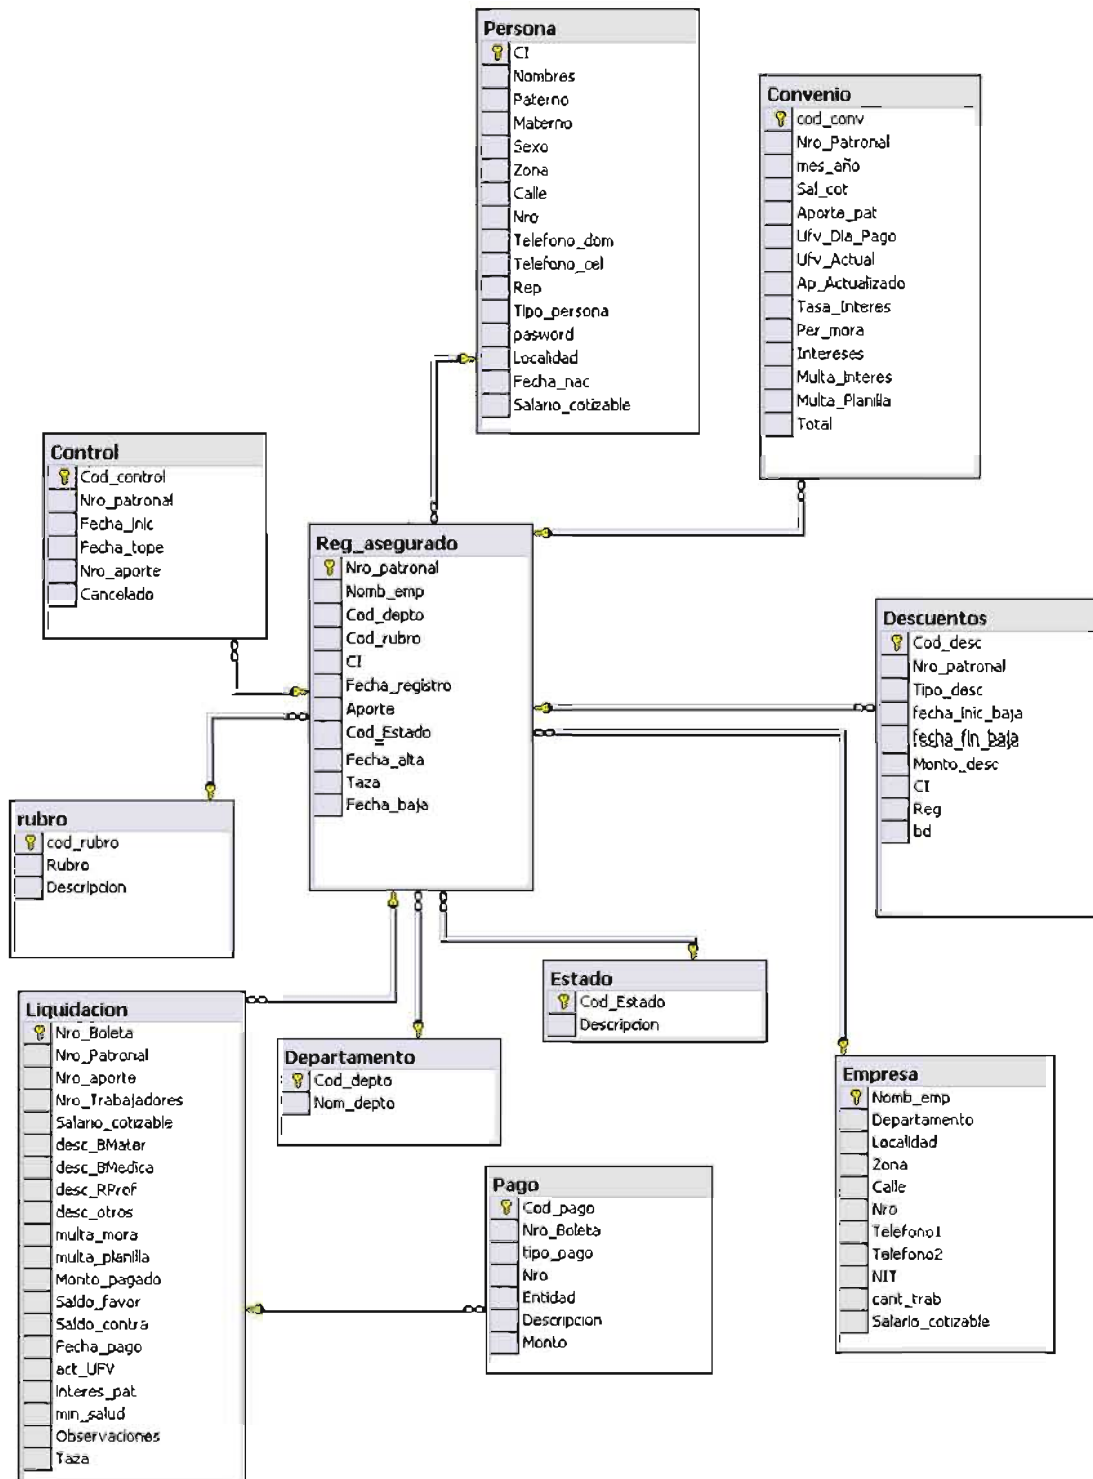 Persona
CI
Nombres
Paterno
Materno
Sexo
Zona
Calle
Nro
Telefono_dom
Telefono_cel
Rep
Tipo_persona
pasword
Localidad
Fecha_nac
Salario_cotizable
Convenio
cod_conv
Nro_Patronal
mes_año
Sal_cot
Aporte_pat
Ufv_Dia_Pago
Ufv_Actual
Ap_Actualizado
Tasa_Interes
Per_mora
Intereses
Multa_Interes
Multa_Planilla
Total
Control
Cod_control
Nro_patronal
Fecha_inic
Fecha_tope
Nro_aporte
Cancelado
Reg_asegurado
Nro_patronal
Nomb_emp
Cod_depto
Cod_rubro
CI
Fecha_registro
Aporte
Cod_Estado
Fecha_alta
Taza
Fecha_baja
Descuentos
Cod_desc
Nro_patronal
Tipo_desc
fecha_inic_baja
fecha_fin_baja
Monto_desc
CI
Reg
bd
rubro
cod_rubro
Rubro
Descripcion
Estado
Cod_Estado
Descripcion
Liquidacion
Nro_Boleta
Nro_Patronal
Nro_aporte
Nro_Trabajadores
Salario_cotizable
desc_BMater
desc_BMedica
desc_RProf
desc_otros
multa_mora
multa_planilla
Monto_pagado
Saldo_favor
Saldo_contra
Fecha_pago
act_UFV
Interes_pat
min_salud
Observaciones
Taza
Departamento
Cod_depto
Nom_depto
Empresa
Nomb_emp
Departamento
Localidad
Zona
Calle
Nro
Telefono1
Telefono2
NIT
cant_trab
Salario_cotizable
Pago
Cod_pago
Nro_Boleta
tipo_pago
Nro
Entidad
Descripcion
Monto